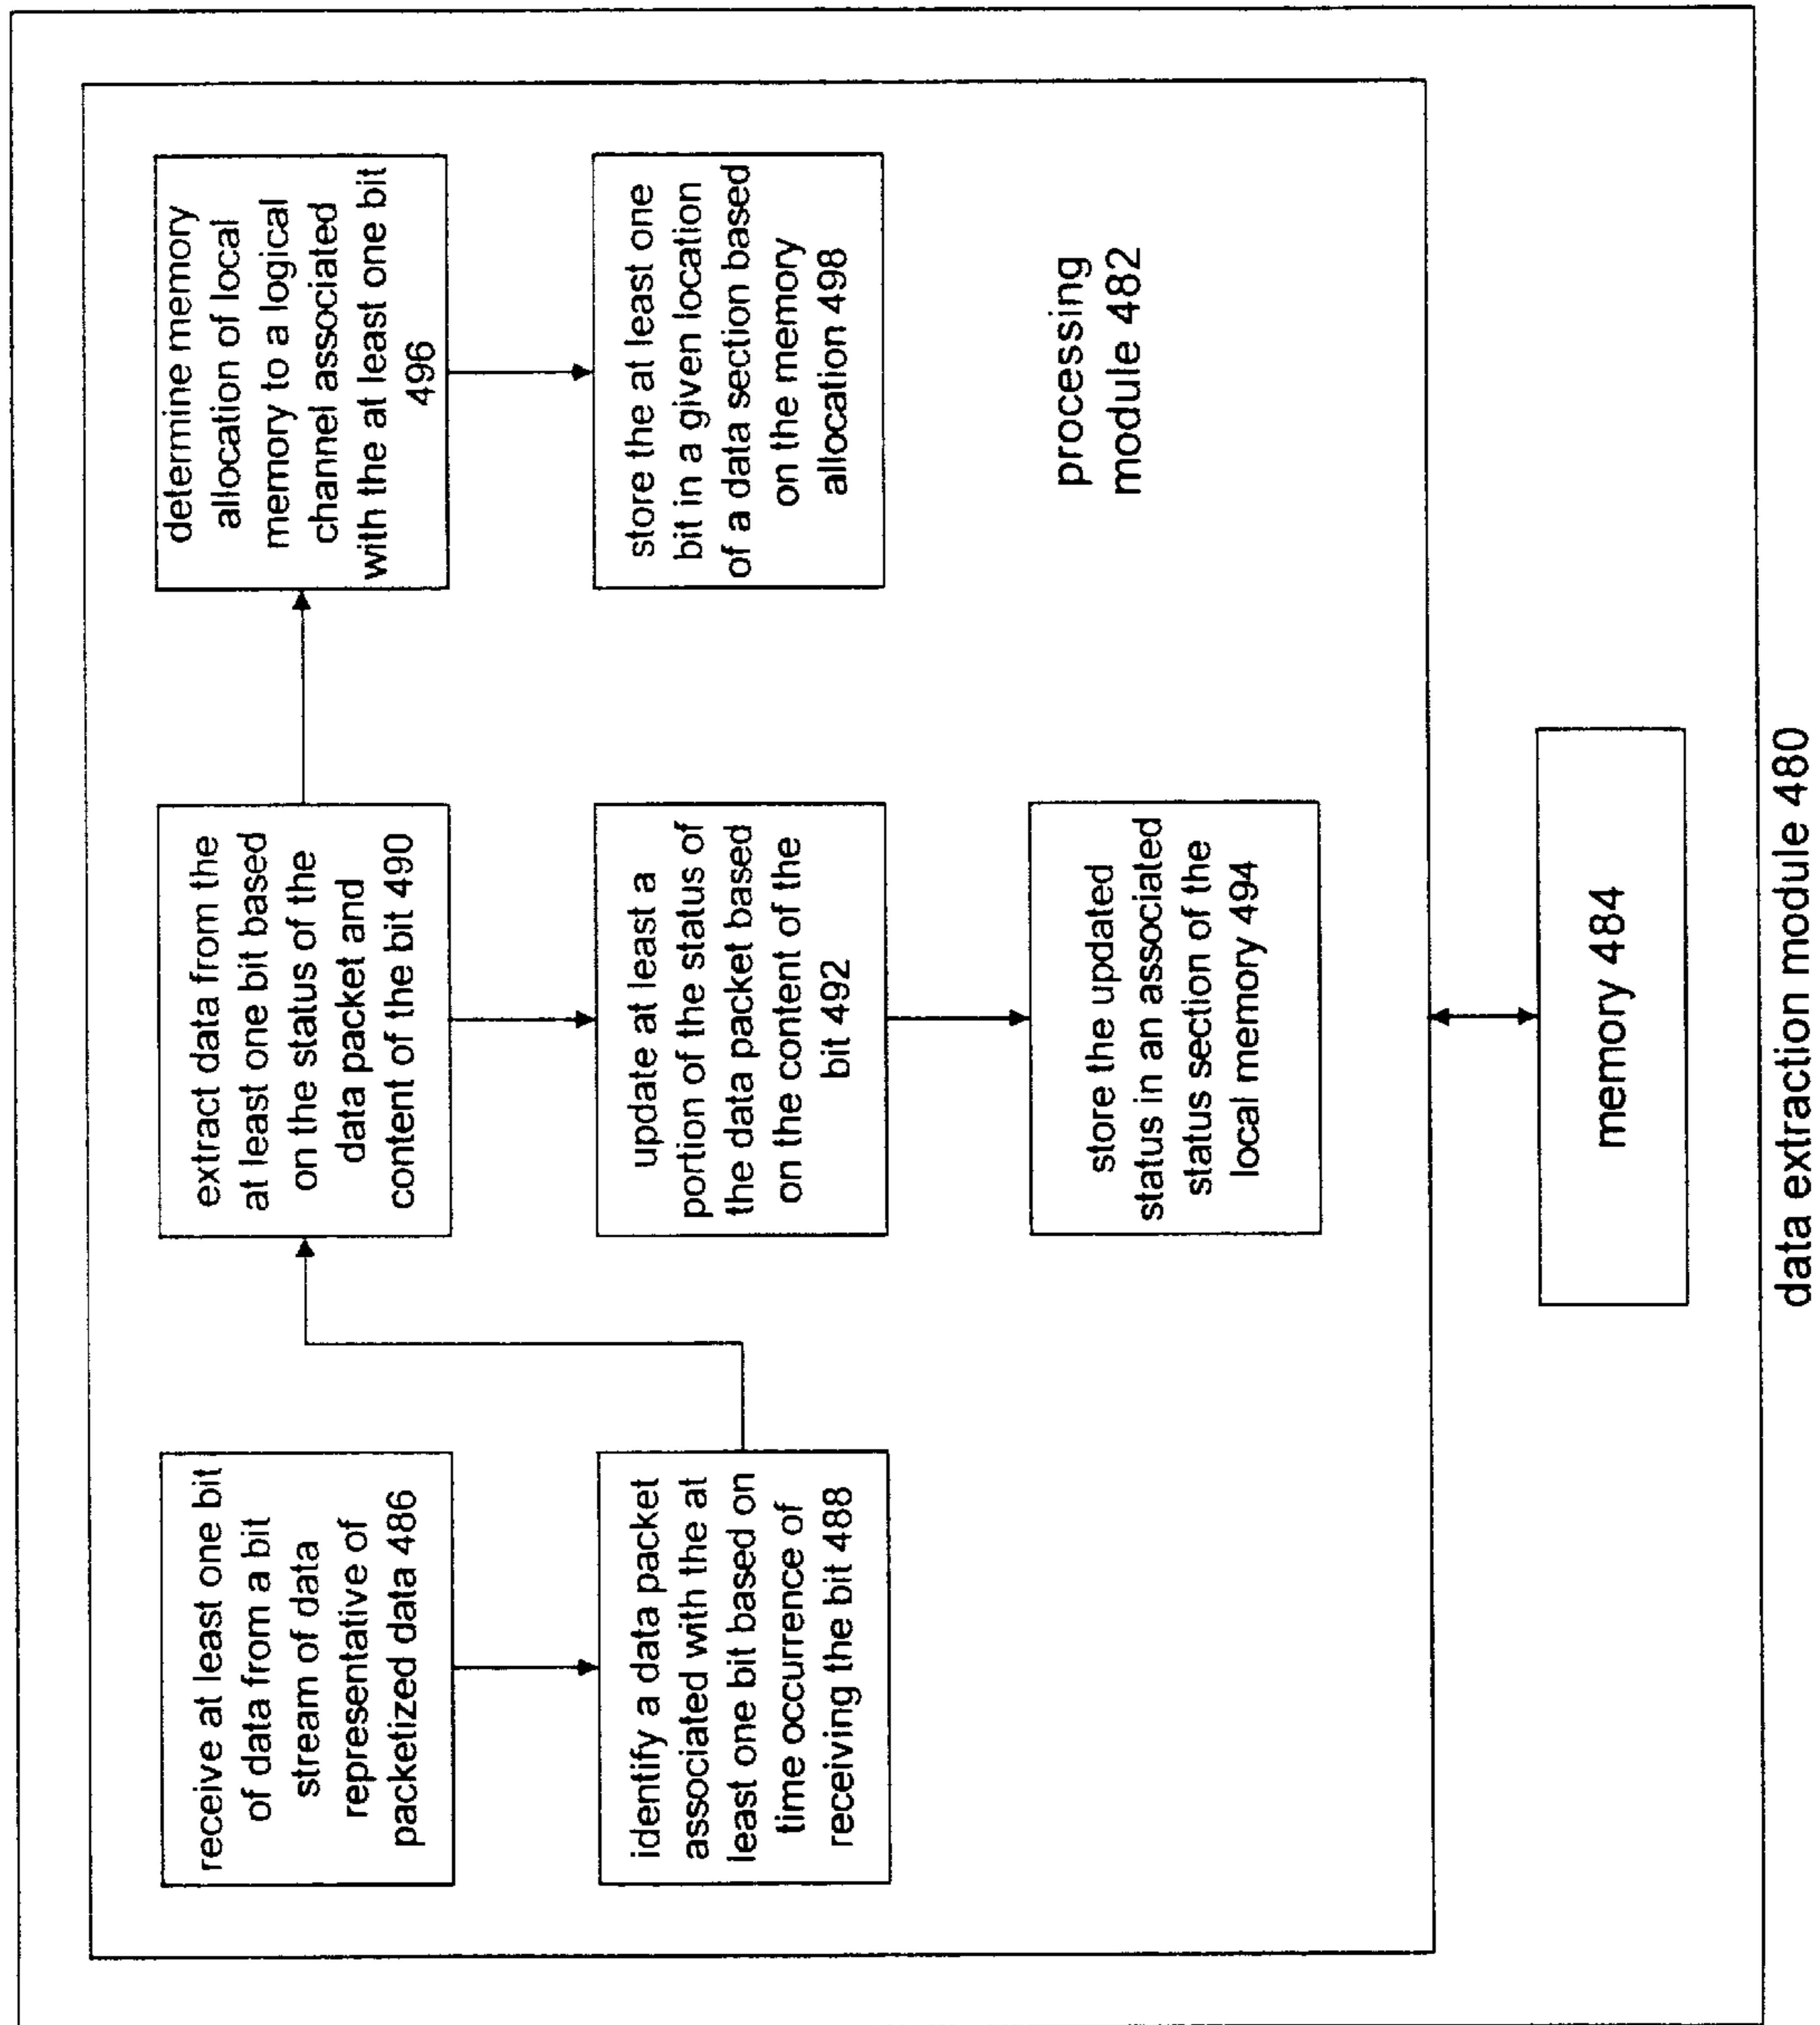 receive at least one bit
of data from a bit
stream of data
representative of
packetized data 486
identify a data packet
associated with the at
least one bit based on
time occurrence of
receiving the bit 488
extract data from the
at least one bit based
on the status of the
data packet and
content of the bit 490
update at least a
portion of the status of
the data packet based
on the content of the
bit 492
store the updated
status in an associated
status section of the
local memory 494
determine memory
allocation of local
memory to a logical
channel associated
with the at least one bit
496
store the at least one
bit in a given location
of a data section based
on the memory
allocation 498
processing
module 482
memory 484
data extraction module 480